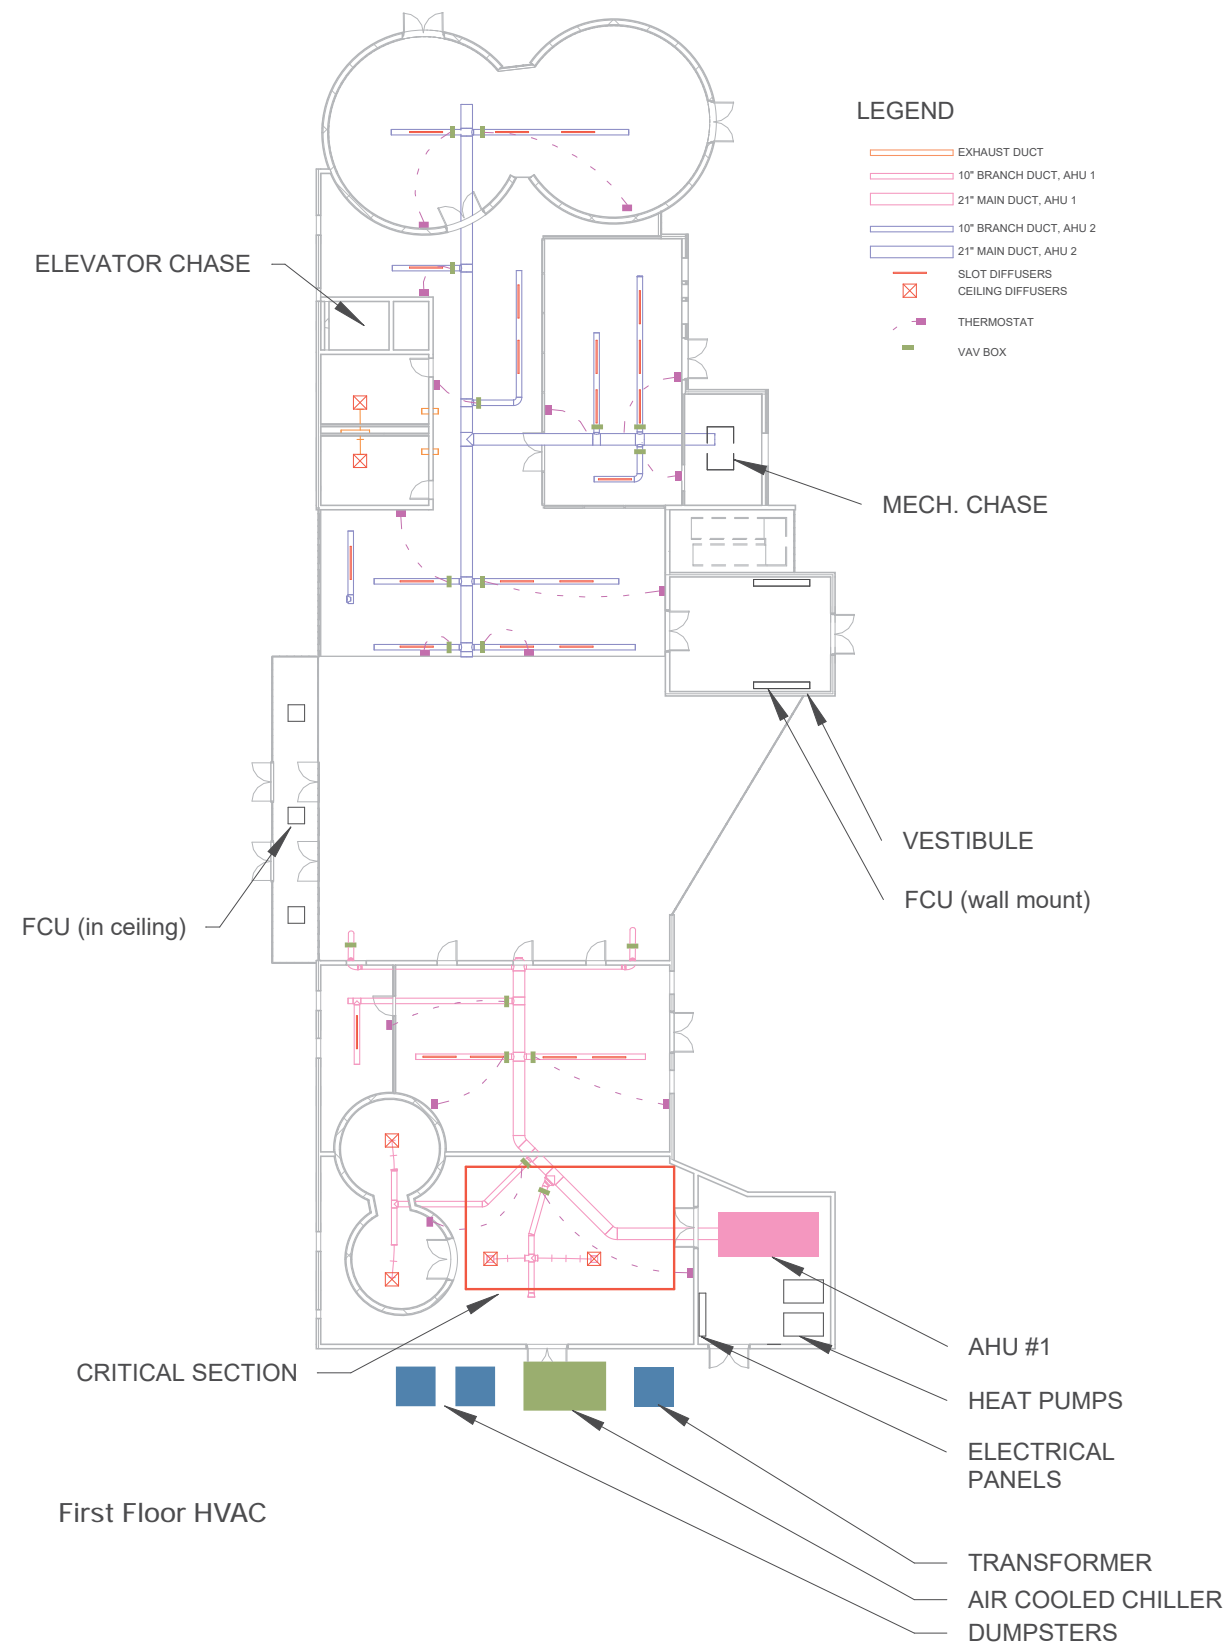 LEGEND
EXHAUST DUCT
10" BRANCH DUCT, AHU 1
21" MAIN DUCT, AHU 1
10" BRANCH DUCT, AHU 2
21" MAIN DUCT, AHU 2
SLOT DIFFUSERS
CEILING DIFFUSERS
THERMOSTAT
VAV BOX
ELEVATOR CHASE
MECH. CHASE
VESTIBULE
FCU (wall mount)
FCU (in ceiling)
AHU #1
CRITICAL SECTION
HEAT PUMPS
ELECTRICAL
PANELS
First Floor HVAC
TRANSFORMER
AIR COOLED CHILLER
DUMPSTERS